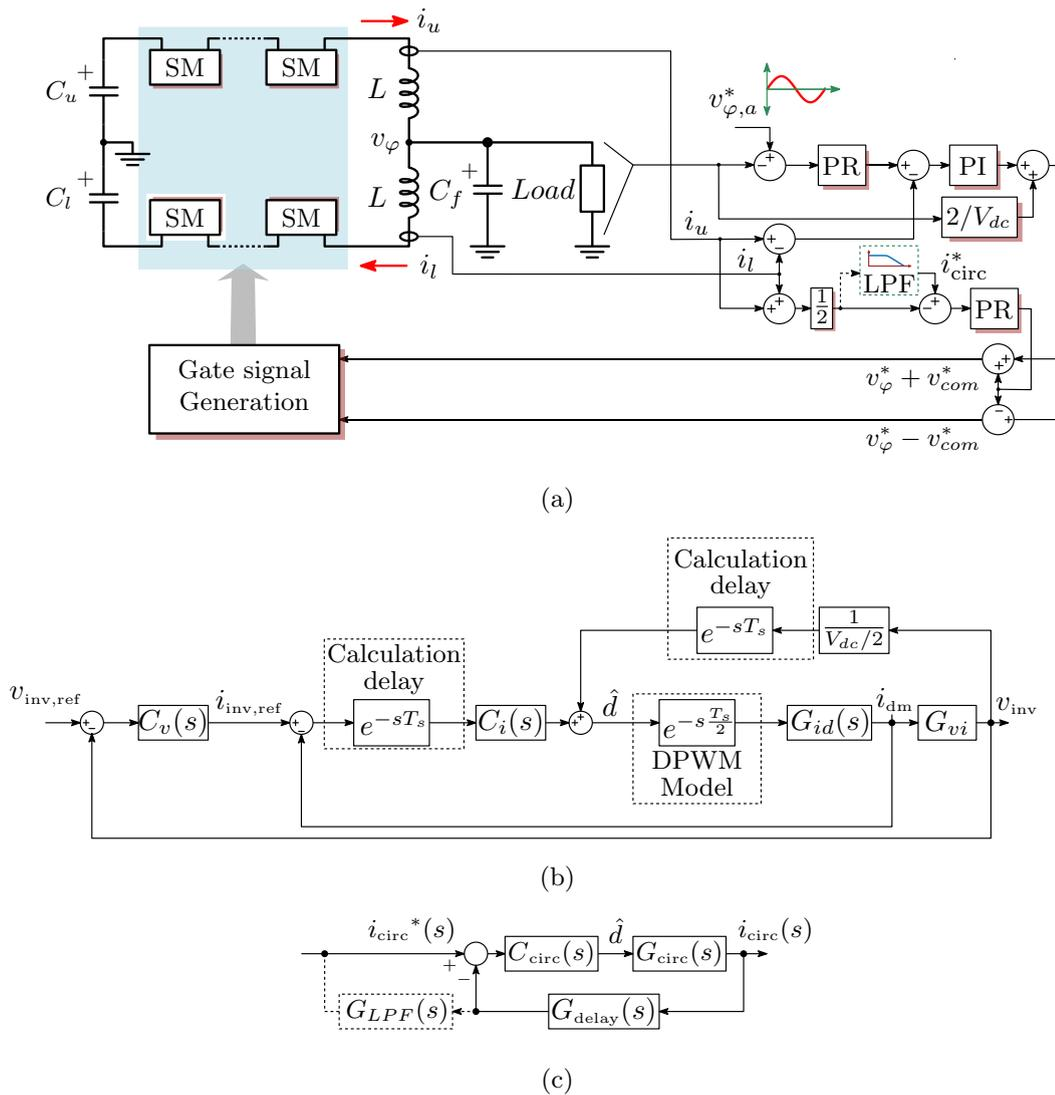 i_u
SM SM
C_u +
L
v_φ
C_l +
L
C_f +
Load
SM SM
i_l
v*_φ,a
− +
PR
+ −
PI
+ +
2/V_dc
i_u
+ −
i_l
LPF
i*_circ
+ +
1/2
+ −
PR
Gate signal
Generation
+ +
v*_φ + v*_com
− +
v*_φ − v*_com
(a)
Calculation
delay
e^{−sT_s}
1/(V_dc/2)
Calculation
delay
v_inv,ref
+ −
C_v(s)
i_inv,ref
+ −
e^{−sT_s}
C_i(s)
+ +
d̂
e^{−s T_s/2}
G_id(s)
i_dm
G_vi
v_inv
DPWM
Model
(b)
i_circ*(s)
+ −
C_circ(s)
d̂
G_circ(s)
i_circ(s)
G_LPF(s)
G_delay(s)
(c)